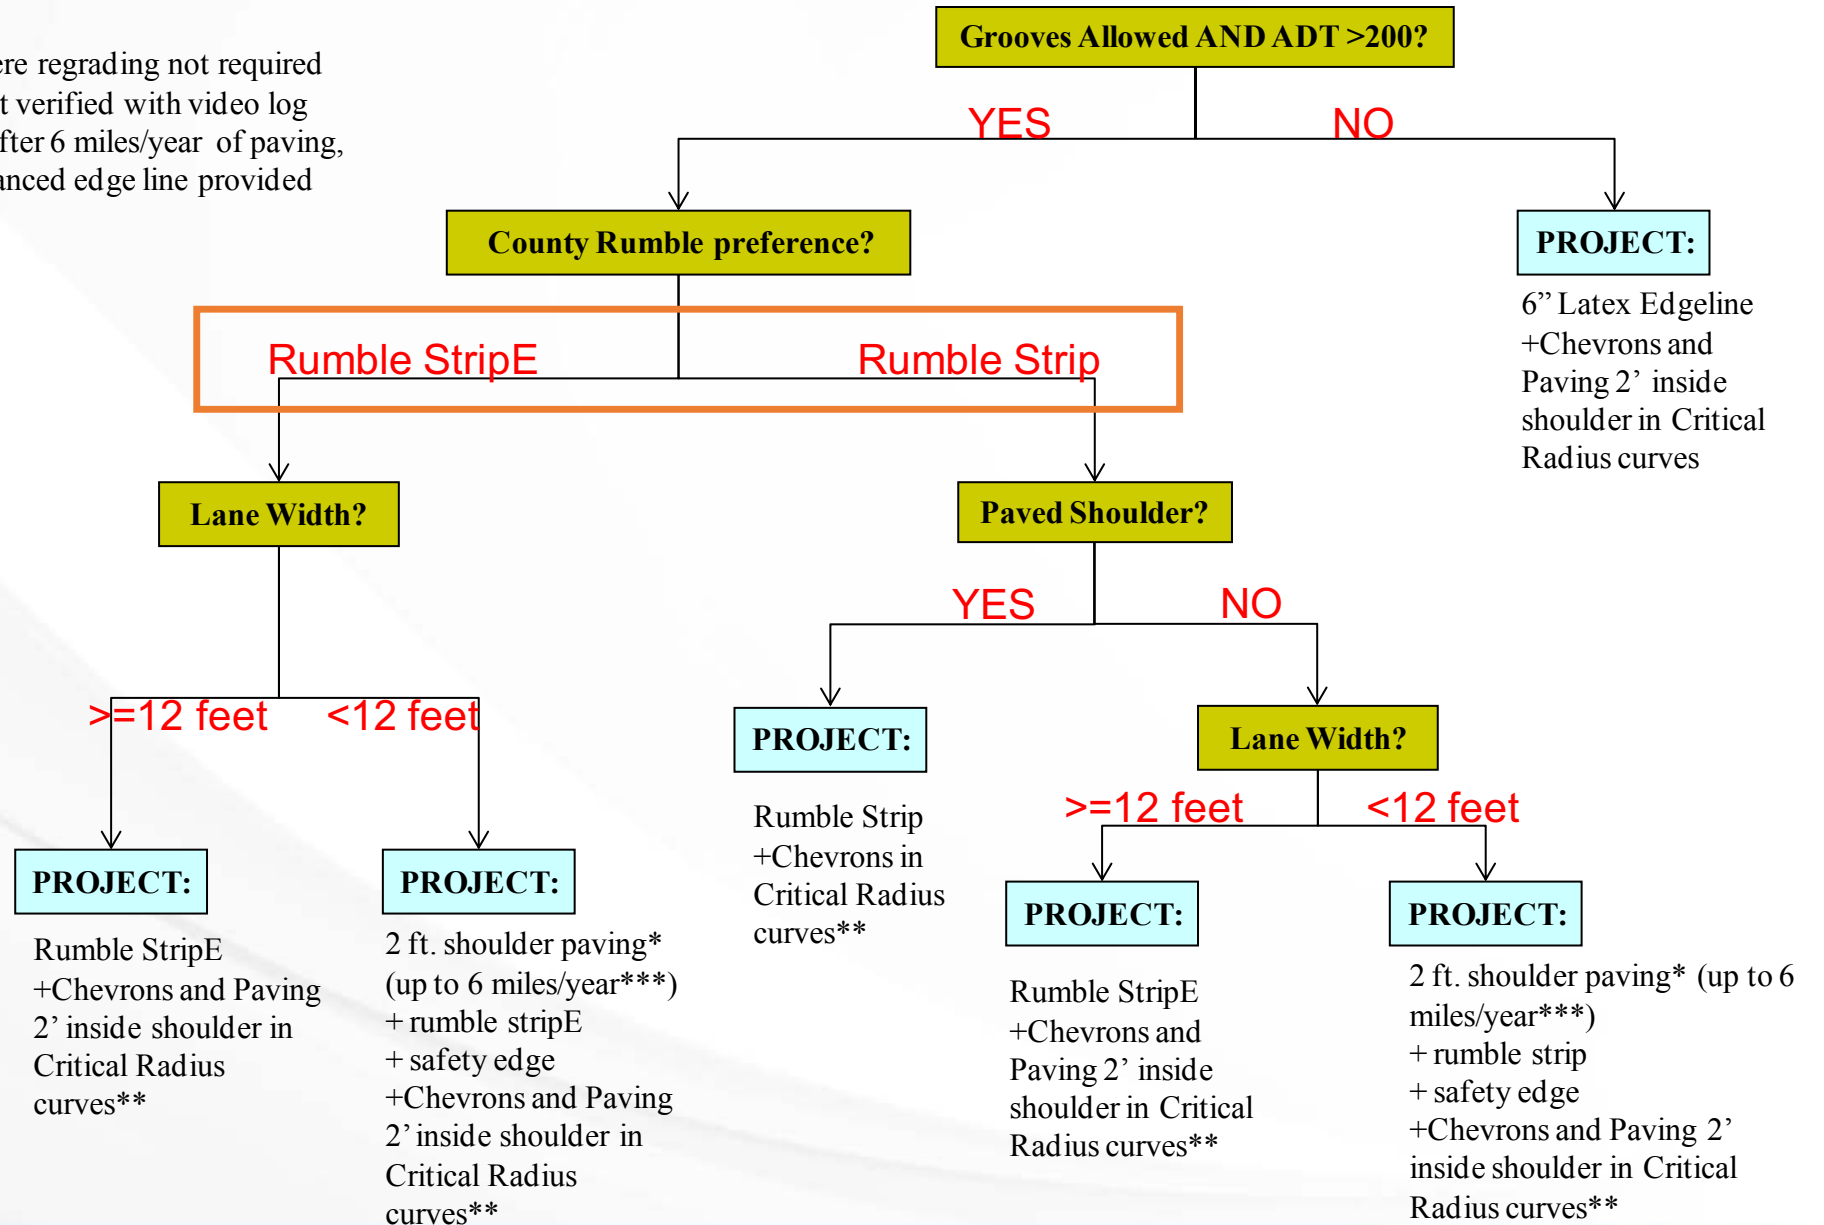 Grooves Allowed AND ADT >200?
ere regrading not required
t verified with video log
fter 6 miles/year of paving,
anced edge line provided
YES
NO
County Rumble preference?
PROJECT:
6” Latex Edgeline
+Chevrons and
Paving 2’ inside
shoulder in Critical
Radius curves
Rumble StripE
Rumble Strip
Lane Width?
Paved Shoulder?
YES
NO
>=12 feet
<12 feet
PROJECT:
Rumble Strip
+Chevrons in
Critical Radius
curves**
Lane Width?
>=12 feet
<12 feet
PROJECT:
Rumble StripE
+Chevrons and Paving
2’ inside shoulder in
Critical Radius
curves**
PROJECT:
2 ft. shoulder paving*
(up to 6 miles/year***)
+ rumble stripE
+ safety edge
+Chevrons and Paving
2’ inside shoulder in
Critical Radius
curves**
PROJECT:
Rumble StripE
+Chevrons and
Paving 2’ inside
shoulder in Critical
Radius curves**
PROJECT:
2 ft. shoulder paving* (up to 6
miles/year***)
+ rumble strip
+ safety edge
+Chevrons and Paving 2’
inside shoulder in Critical
Radius curves**